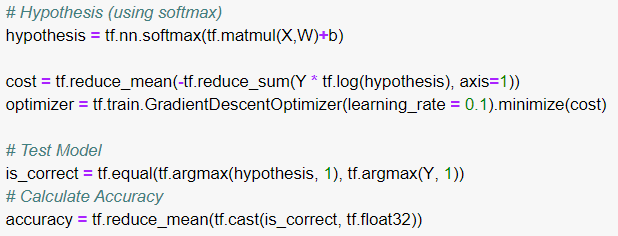 # Hypothesis (using softmax)
hypothesis = tf.nn.softmax(tf.matmul(X,W)+b)
cost = tf.reduce_mean(-tf.reduce_sum(Y * tf.log(hypothesis), axis=1))
optimizer = tf.train.GradientDescentOptimizer(learning_rate = 0.1).minimize(cost)
# Test Model
is_correct = tf.equal(tf.argmax(hypothesis, 1), tf.argmax(Y, 1))
# Calculate Accuracy
accuracy = tf.reduce_mean(tf.cast(is_correct, tf.float32))